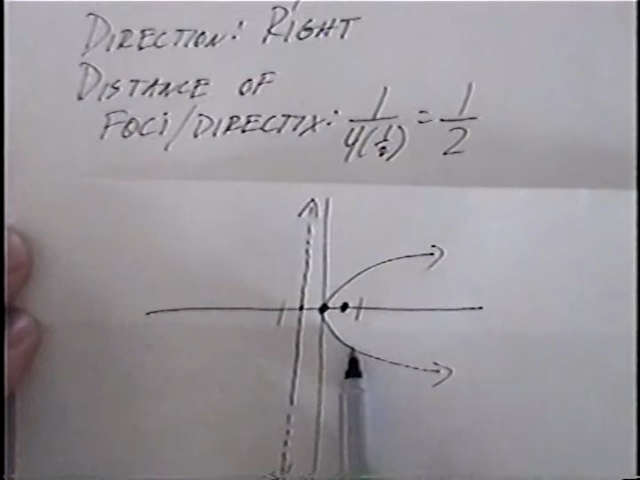 DIRECTION: RIGHT
DISTANCE OF
FOCI/DIRECTIX: 1/4(1/2) = 1/2